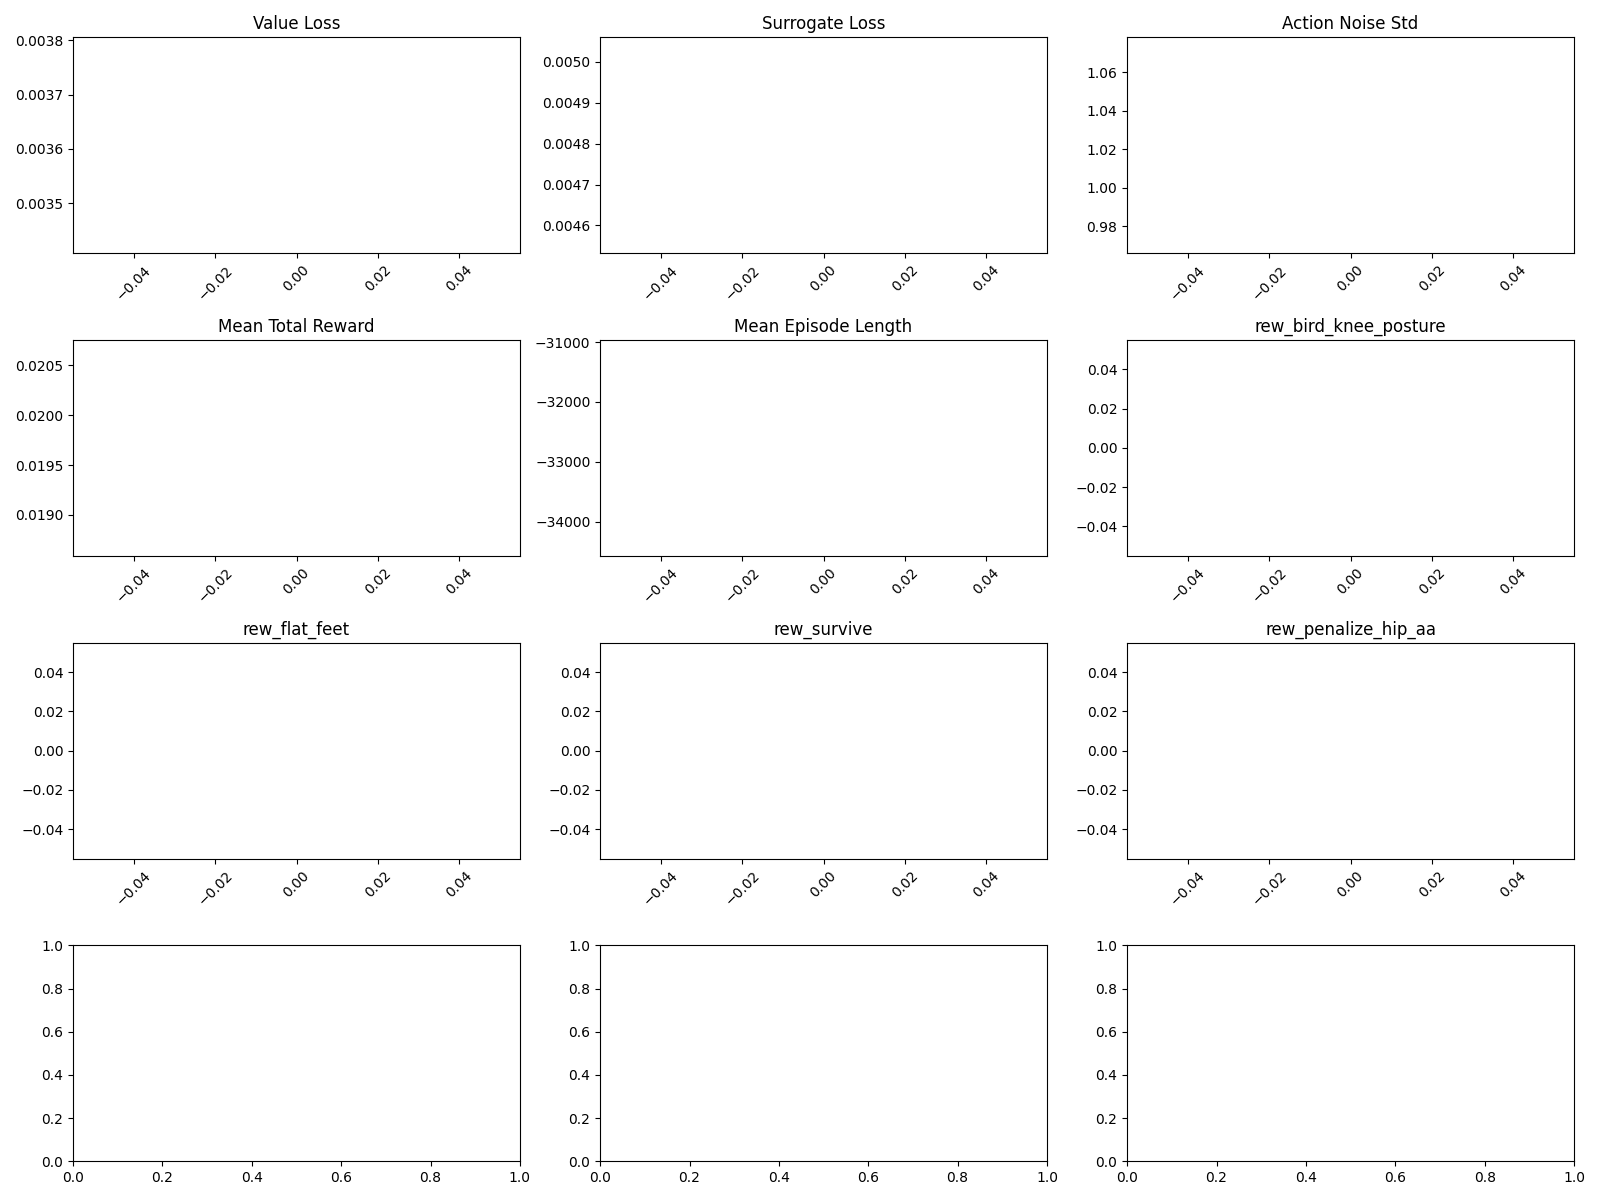 Value Loss
0.0038
0.0037
0.0036
0.0035
−0.04 −0.02 0.00 0.02 0.04
Surrogate Loss
0.0050
0.0049
0.0048
0.0047
0.0046
−0.04 −0.02 0.00 0.02 0.04
Action Noise Std
1.06
1.04
1.02
1.00
0.98
−0.04 −0.02 0.00 0.02 0.04
Mean Total Reward
0.0205
0.0200
0.0195
0.0190
−0.04 −0.02 0.00 0.02 0.04
Mean Episode Length
−31000
−32000
−33000
−34000
−0.04 −0.02 0.00 0.02 0.04
rew_bird_knee_posture
0.04
0.02
0.00
−0.02
−0.04
−0.04 −0.02 0.00 0.02 0.04
rew_flat_feet
0.04
0.02
0.00
−0.02
−0.04
−0.04 −0.02 0.00 0.02 0.04
rew_survive
0.04
0.02
0.00
−0.02
−0.04
−0.04 −0.02 0.00 0.02 0.04
rew_penalize_hip_aa
0.04
0.02
0.00
−0.02
−0.04
−0.04 −0.02 0.00 0.02 0.04
1.0
0.8
0.6
0.4
0.2
0.0
0.0 0.2 0.4 0.6 0.8 1.0
1.0
0.8
0.6
0.4
0.2
0.0
0.0 0.2 0.4 0.6 0.8 1.0
1.0
0.8
0.6
0.4
0.2
0.0
0.0 0.2 0.4 0.6 0.8 1.0